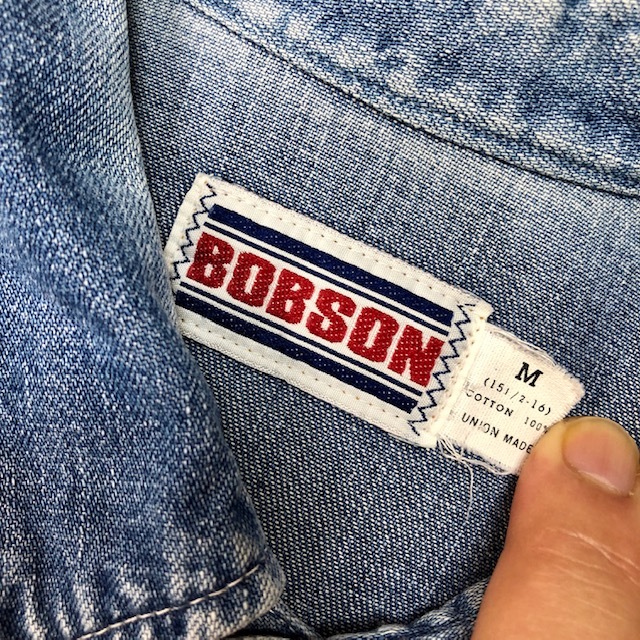 BOBSON
M
(15 1/2-16)
COTTON 100%
UNION MADE